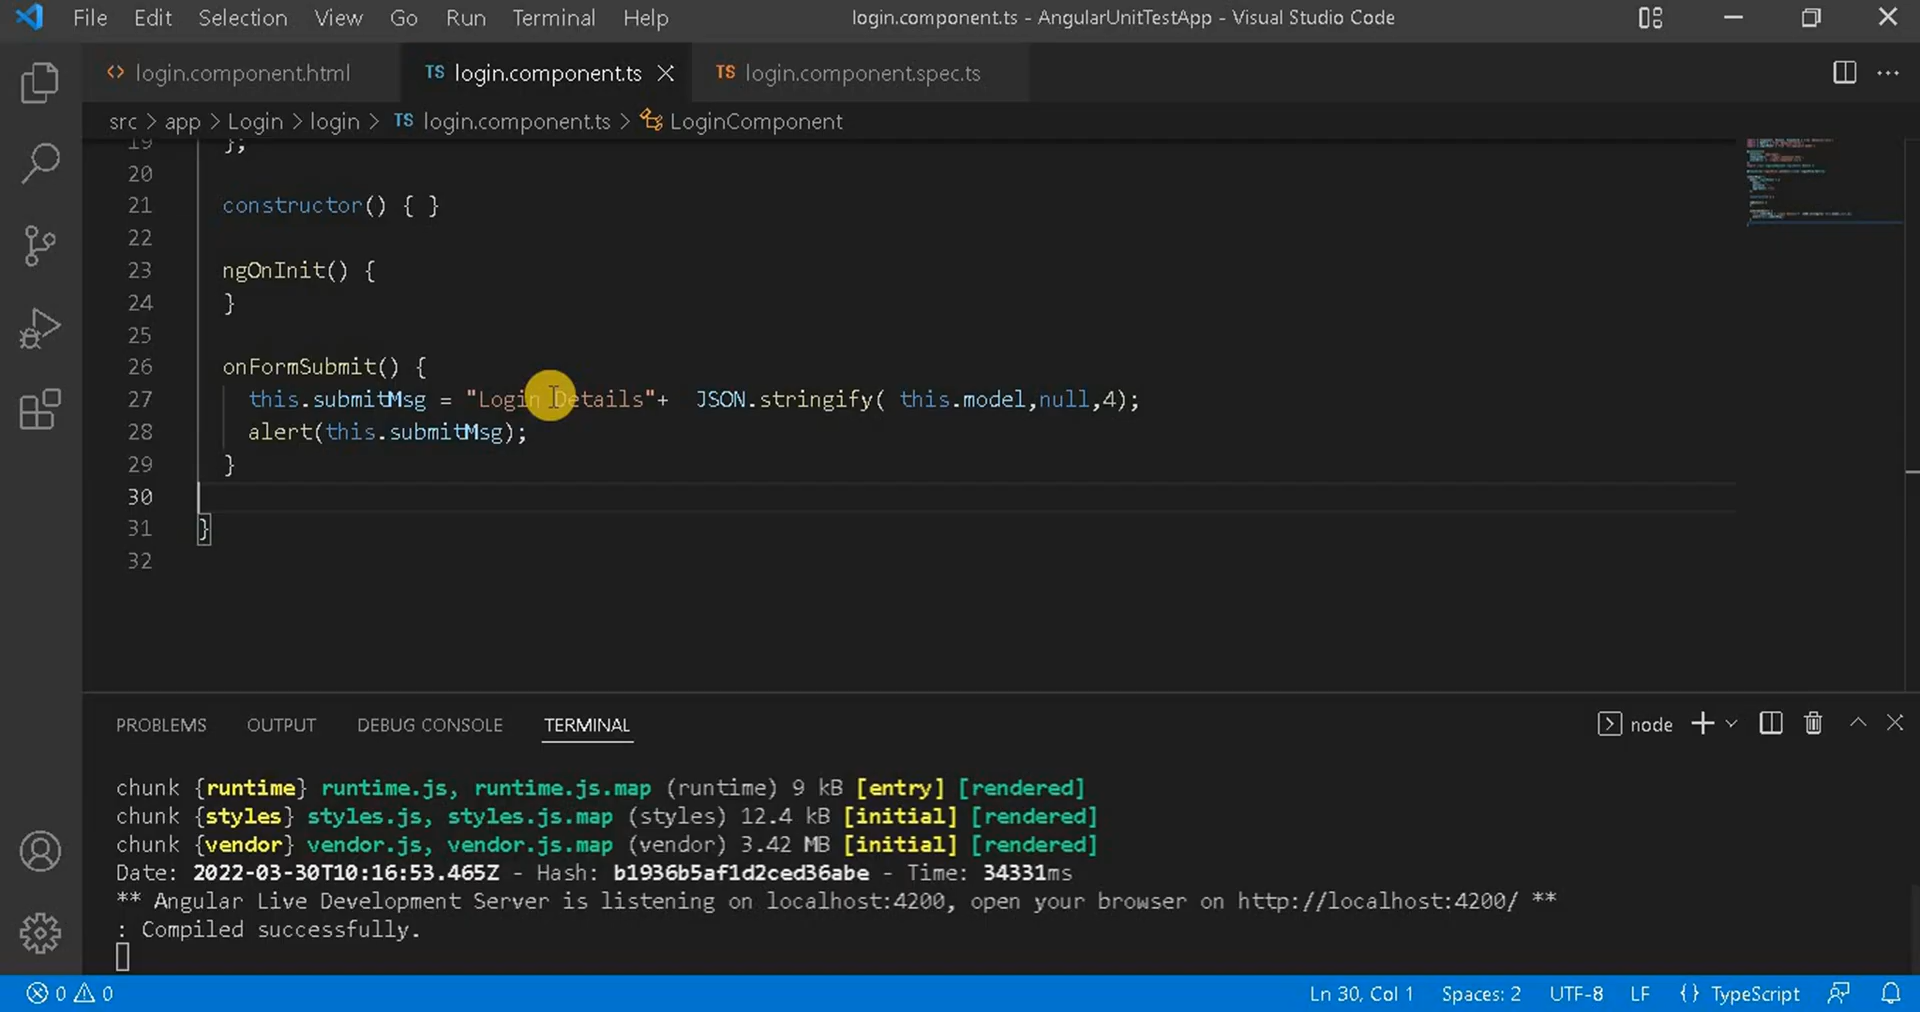 File Edit Selection View Go Run Terminal Help login.component.ts - AngularUnitTestApp - Visual Studio Code
login.component.html TS login.component.ts TS login.component.spec.ts
src > app > Login > login > TS login.component.ts > LoginComponent
19 };
20
21 constructor() { }
22
23 ngOnInit() {
24 }
25
26 onFormSubmit() {
27 this.submitMsg = "Login Details"+ JSON.stringify( this.model,null,4);
28 alert(this.submitMsg);
29 }
30
31 }
32
PROBLEMS OUTPUT DEBUG CONSOLE TERMINAL node
chunk {runtime} runtime.js, runtime.js.map (runtime) 9 kB [entry] [rendered]
chunk {styles} styles.js, styles.js.map (styles) 12.4 kB [initial] [rendered]
chunk {vendor} vendor.js, vendor.js.map (vendor) 3.42 MB [initial] [rendered]
Date: 2022-03-30T10:16:53.465Z - Hash: b1936b5af1d2ced36abe - Time: 34331ms
** Angular Live Development Server is listening on localhost:4200, open your browser on http://localhost:4200/ **
: Compiled successfully.
0 0 Ln 30, Col 1 Spaces: 2 UTF-8 LF {} TypeScript